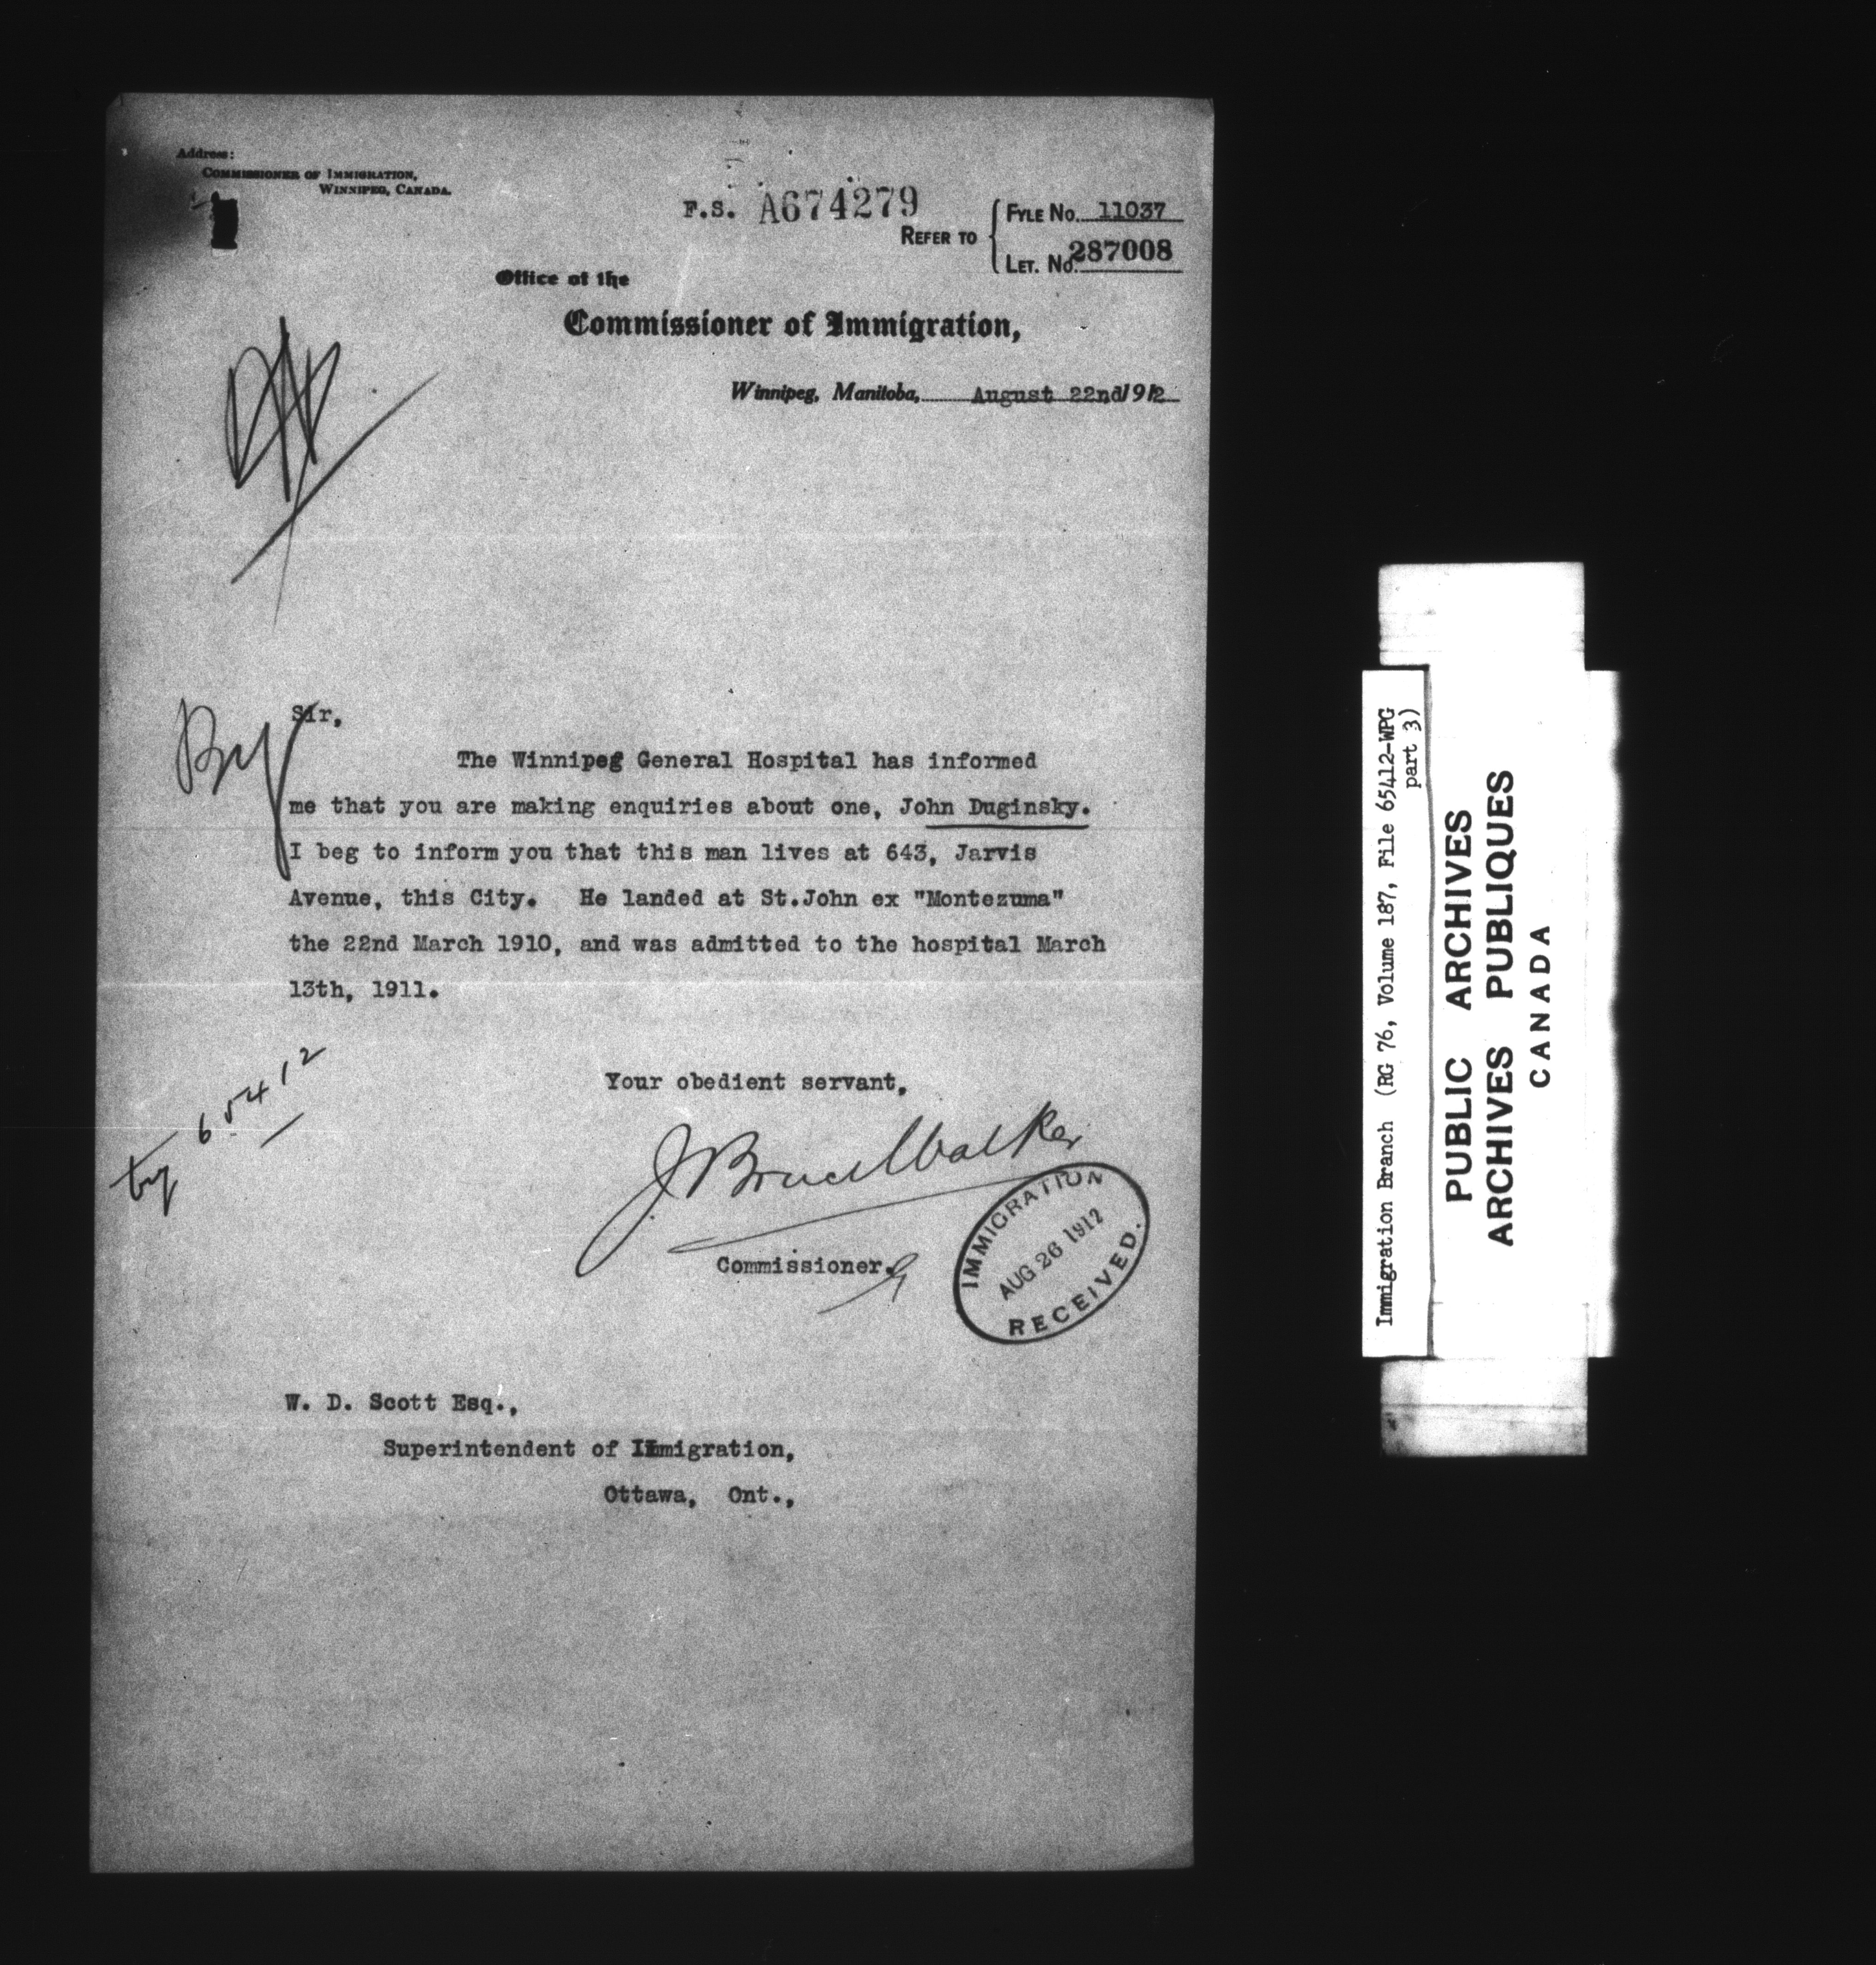 Address:
COMMISSIONER OF IMMIGRATION,
WINNIPEG, CANADA.
F.S. A674279
REFER TO
FYLE No. 11037
LET. No. 287008
Office of the
Commissioner of Immigration,
Winnipeg, Manitoba, August 22nd 1912
Sir,
The Winnipeg General Hospital has informed
me that you are making enquiries about one, John Duginsky.
I beg to inform you that this man lives at 643, Jarvis
Avenue, this City. He landed at St.John ex "Montezuma"
the 22nd March 1910, and was admitted to the hospital March
13th, 1911.
65412
Your obedient servant,
J Bruce Walker
Commissioner.
IMMIGRATION
AUG 26 1912
RECEIVED.
W. D. Scott Esq.,
Superintendent of Immigration,
Ottawa, Ont.,
Immigration Branch (RG 76, Volume 187, File 65412-WPG
part 3)
PUBLIC ARCHIVES
ARCHIVES PUBLIQUES
CANADA